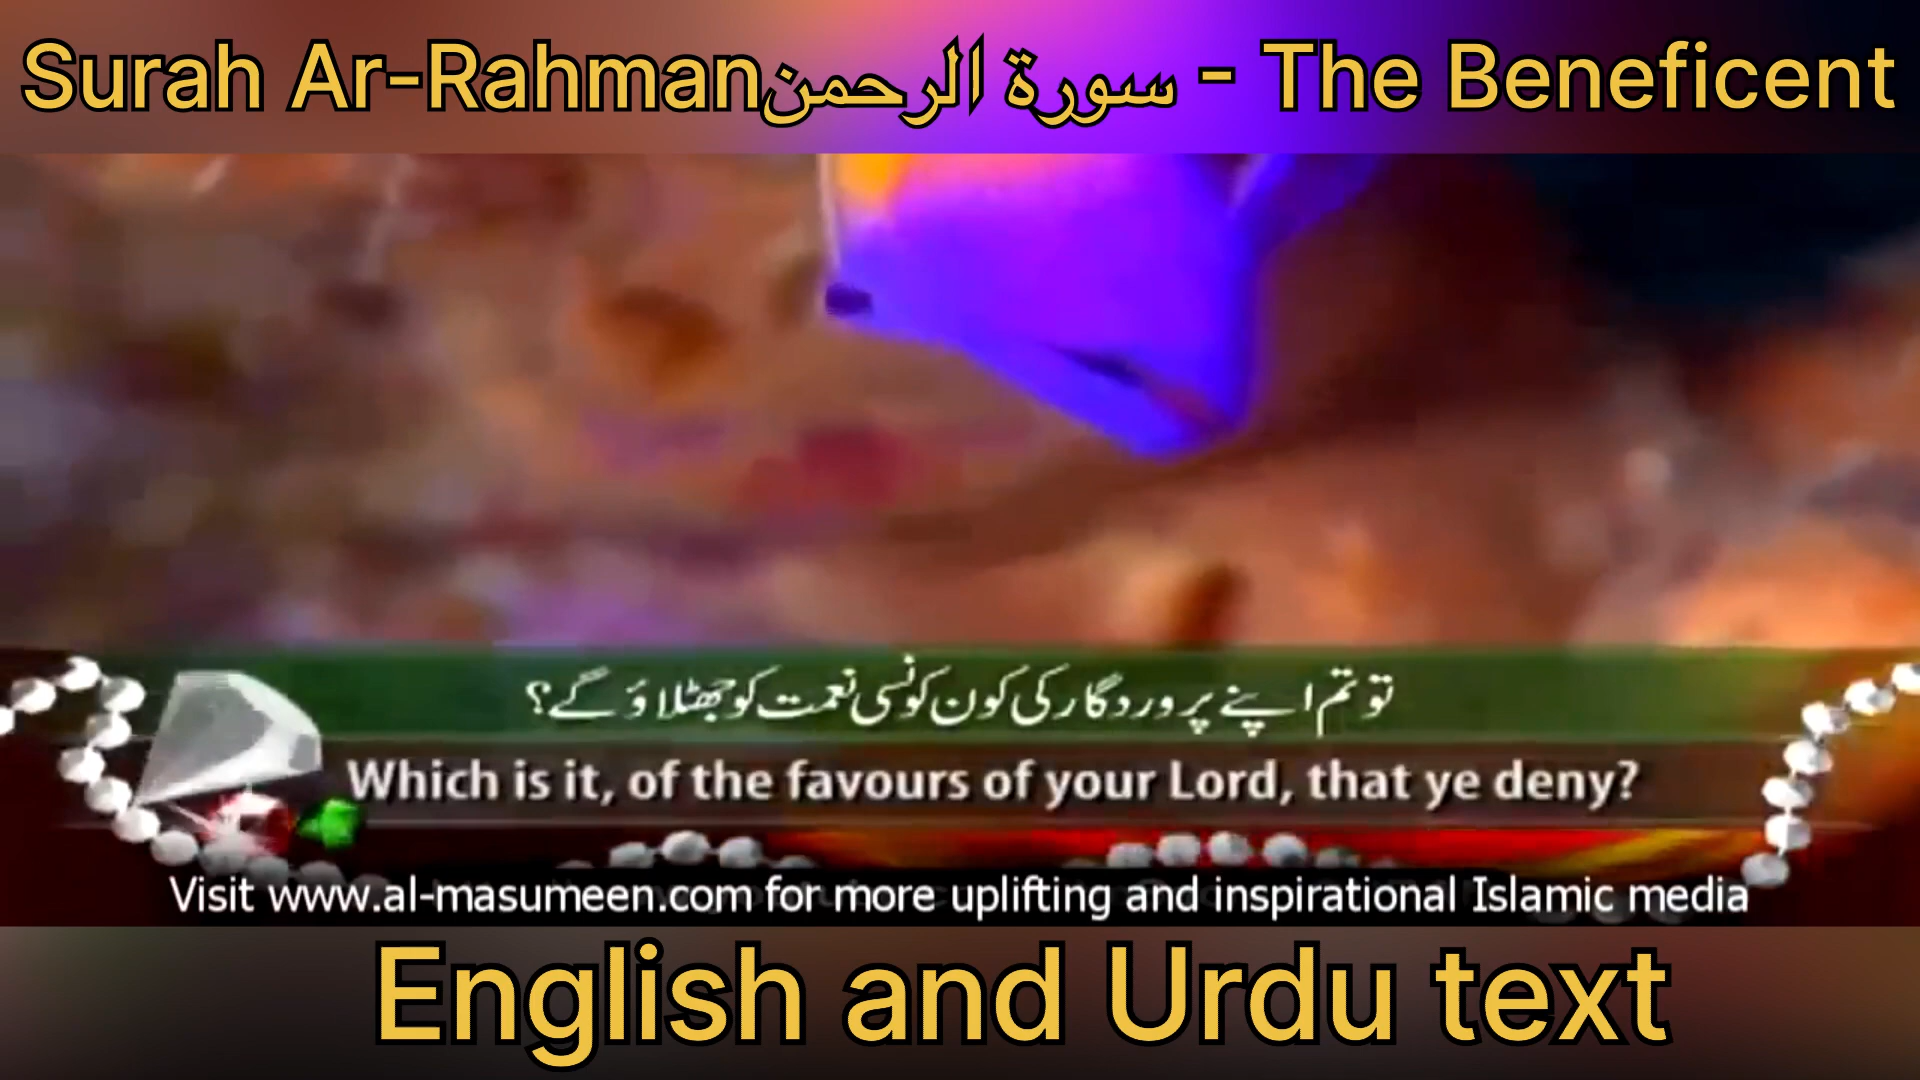 Surah Ar-Rahmanسورة الرحمن - The Beneficent
تو تم اپنے پروردگار کی کون کونسی نعمت کو جھٹلاؤ گے؟
Which is it, of the favours of your Lord, that ye deny?
Visit www.al-masumeen.com for more uplifting and inspirational Islamic media
English and Urdu text